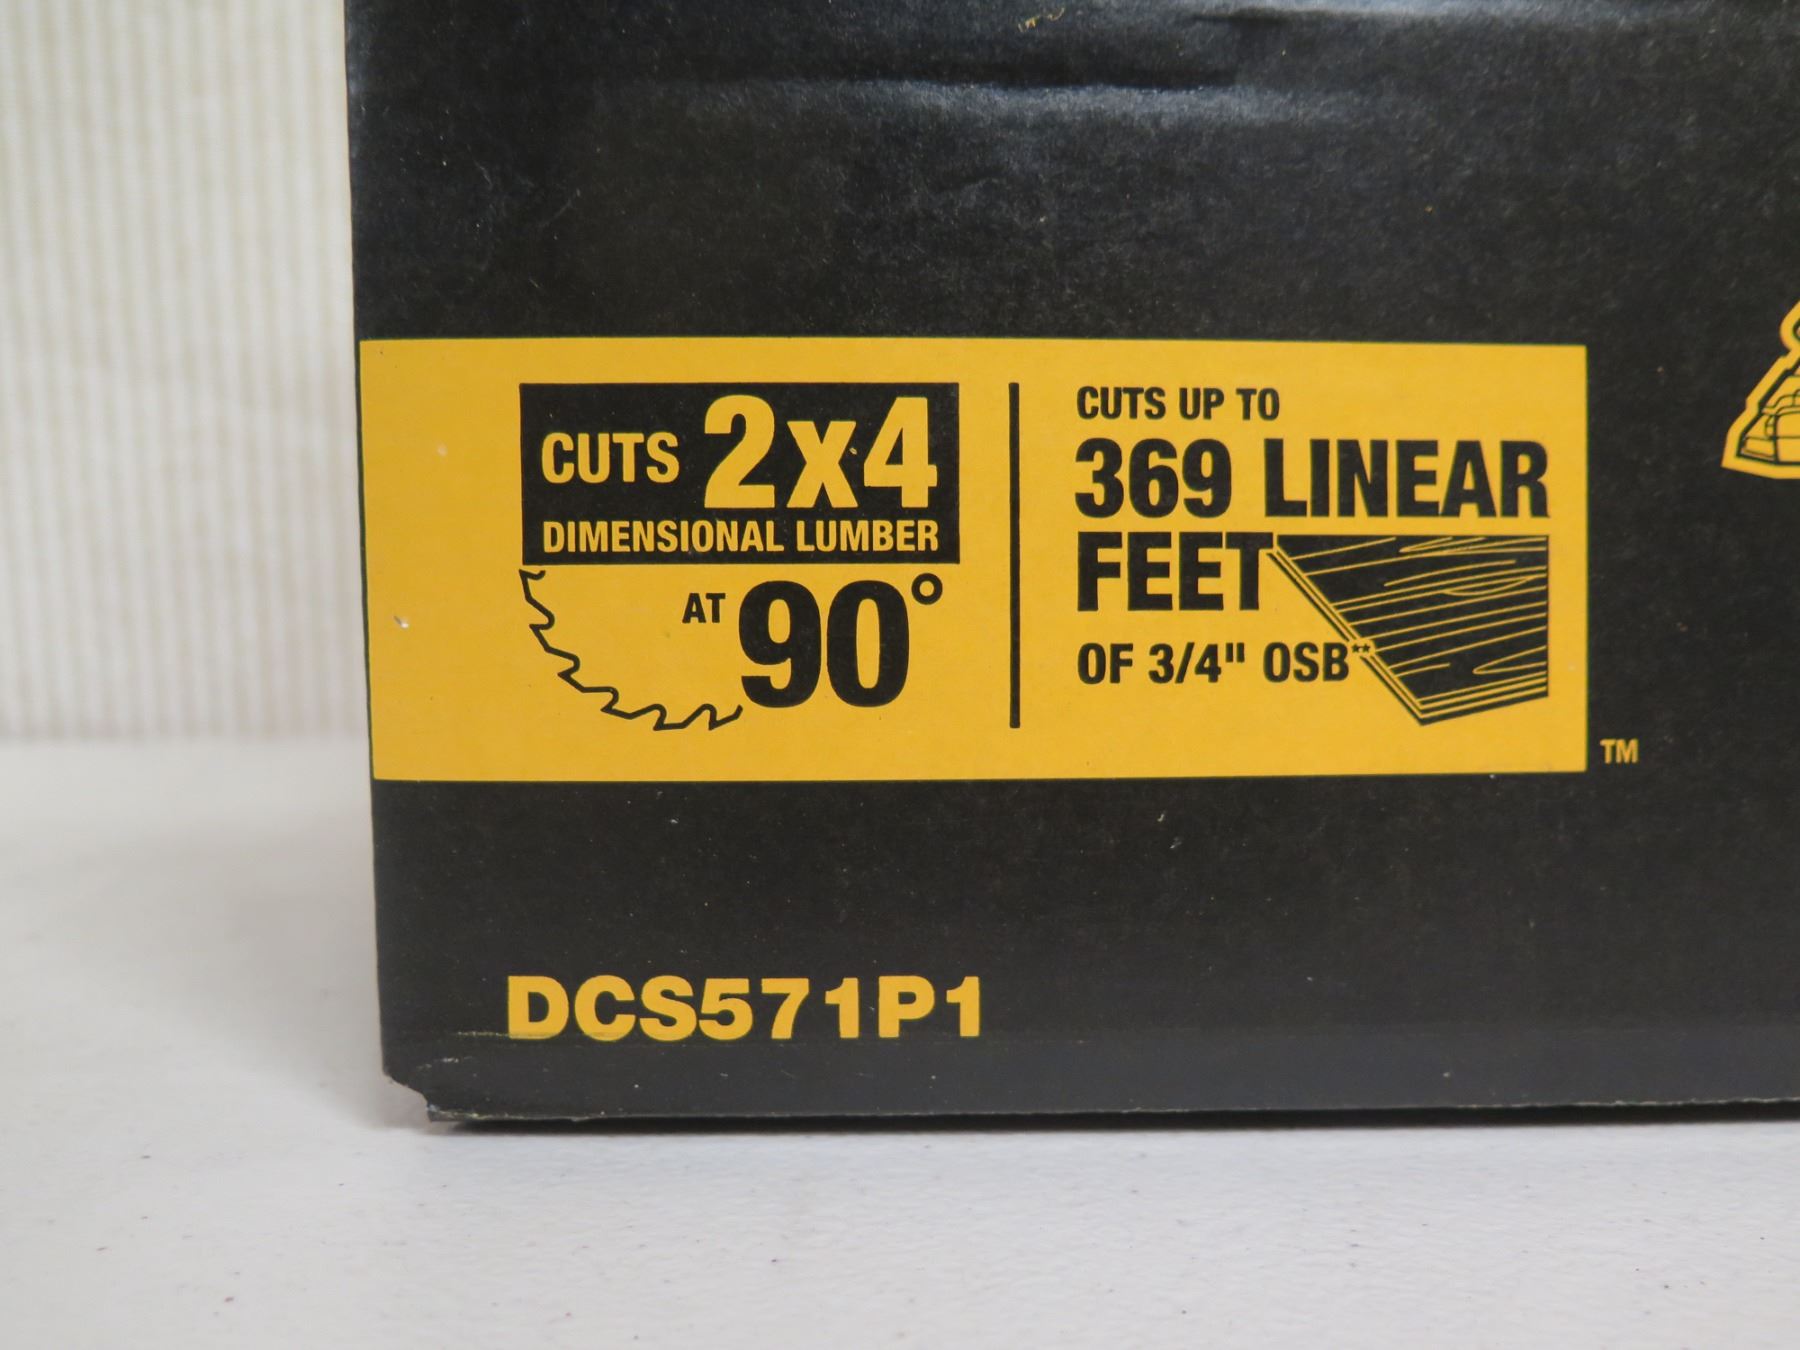 CUTS 2x4
DIMENSIONAL LUMBER
AT 90°
CUTS UP TO
369 LINEAR
FEET
OF 3/4" OSB**
TM
DCS571P1